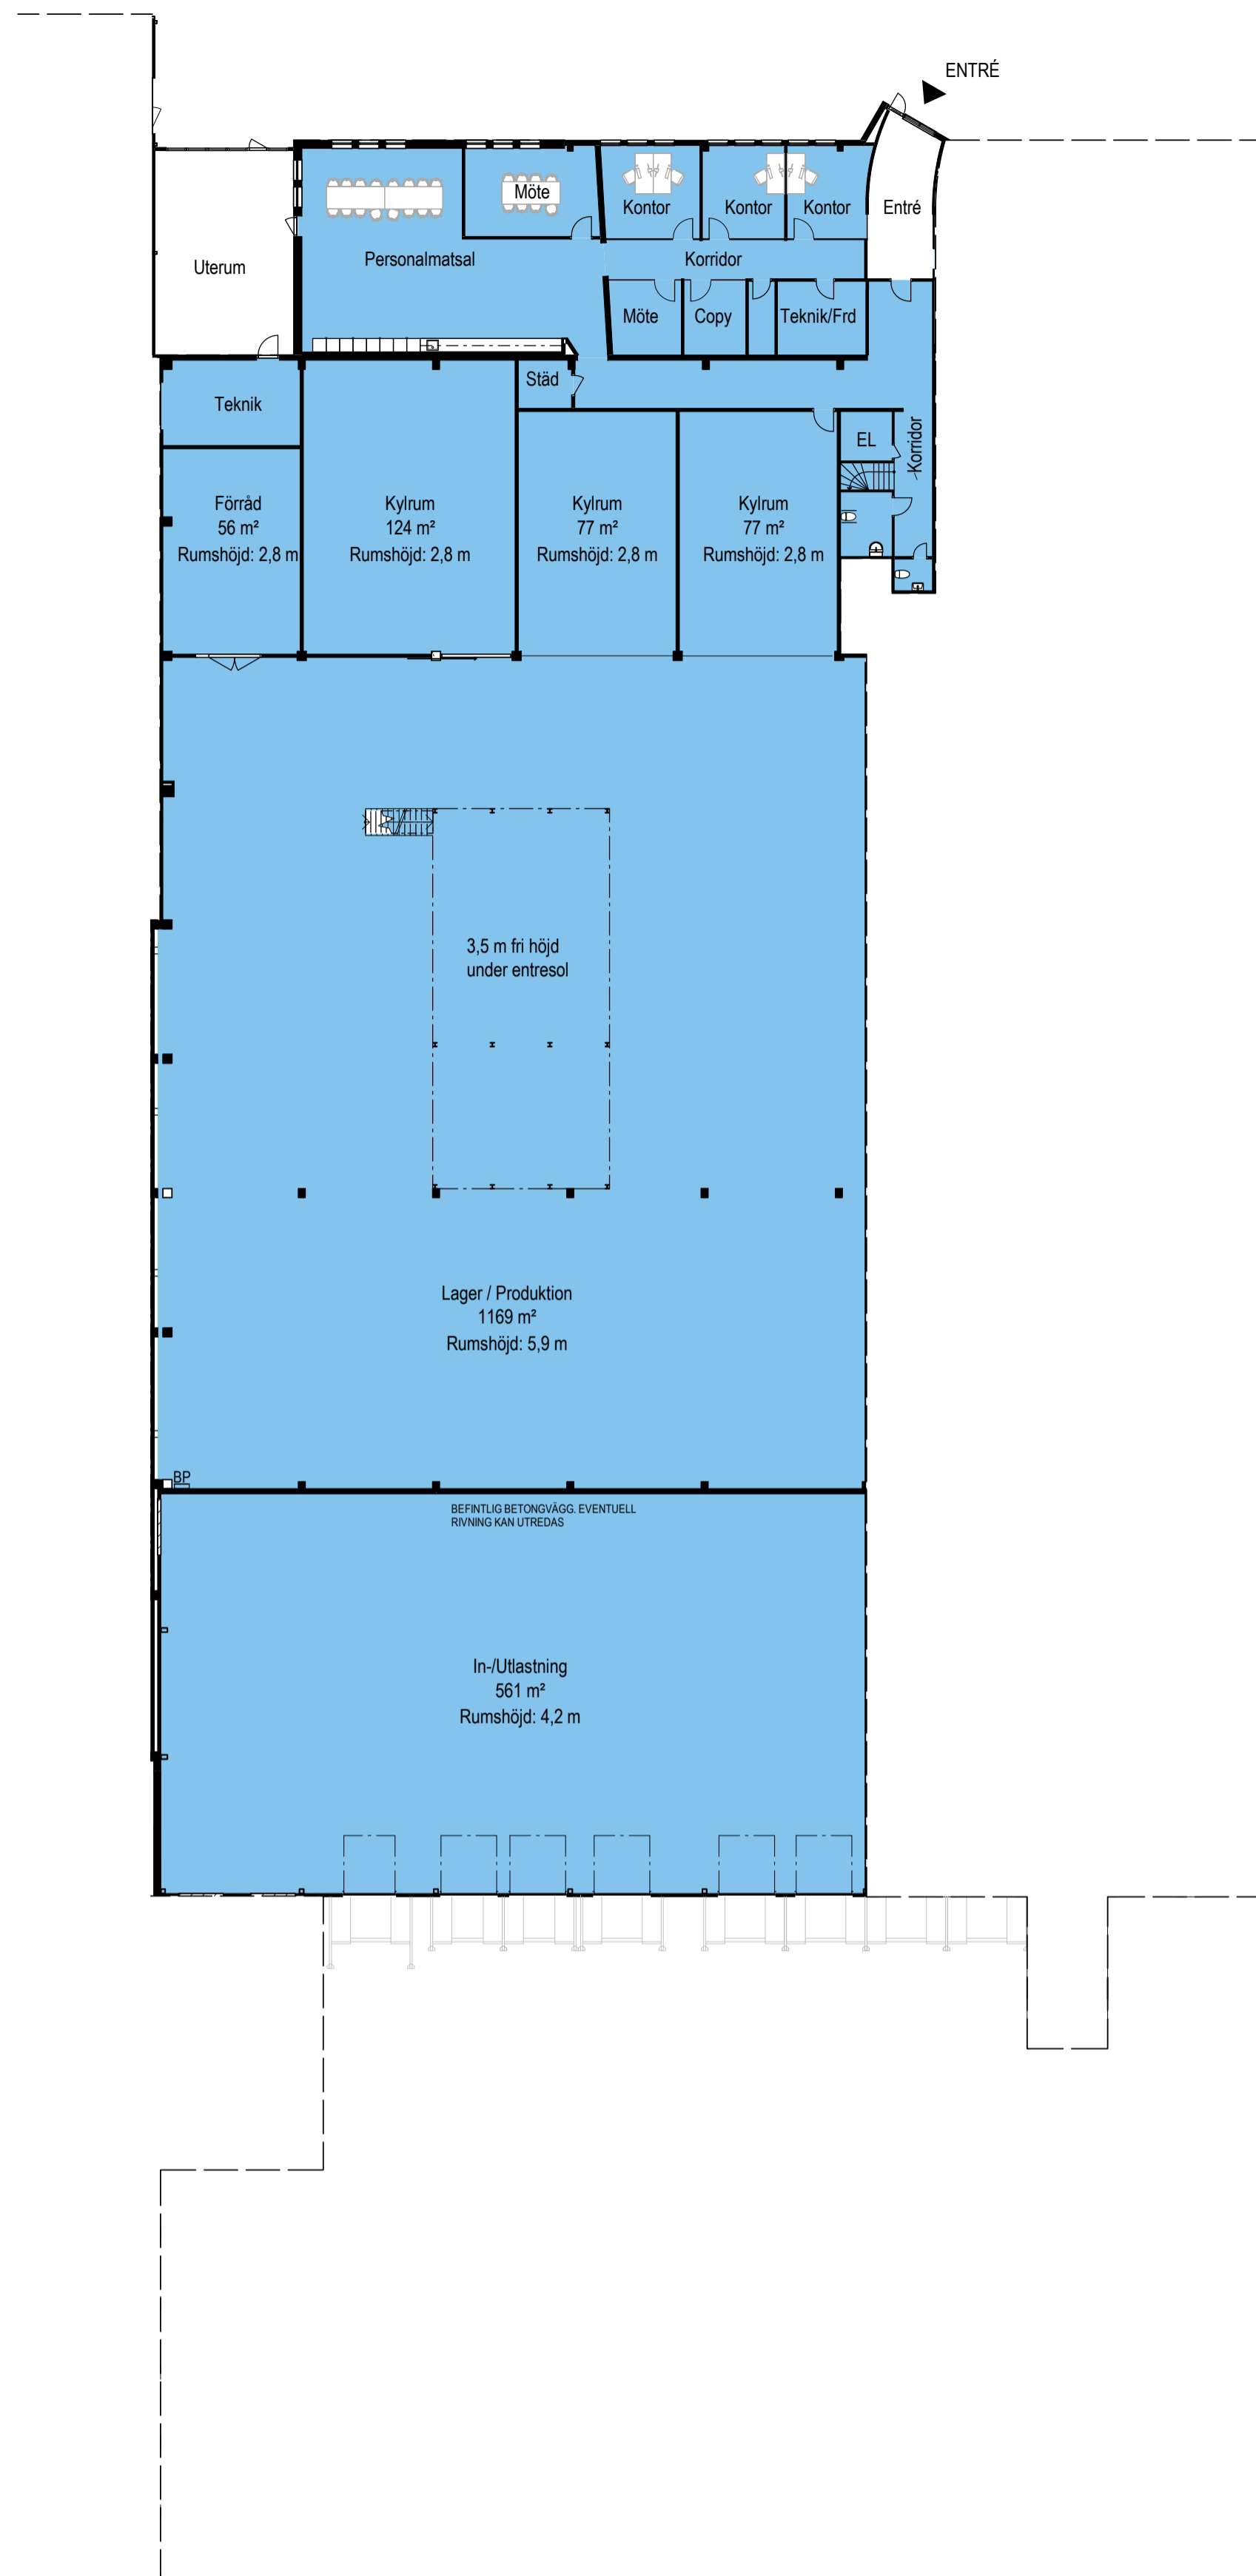 ENTRÉ
Möte
Kontor
Kontor
Kontor
Entré
Uterum
Personalmatsal
Korridor
Möte
Copy
Teknik/Frd
Städ
Teknik
EL
Korridor
Förråd
56 m²
Rumshöjd: 2,8 m
Kylrum
124 m²
Rumshöjd: 2,8 m
Kylrum
77 m²
Rumshöjd: 2,8 m
Kylrum
77 m²
Rumshöjd: 2,8 m
3,5 m fri höjd
under entresol
Lager / Produktion
1169 m²
Rumshöjd: 5,9 m
BP
BEFINTLIG BETONGVÄGG. EVENTUELL
RIVNING KAN UTREDAS
In-/Utlastning
561 m²
Rumshöjd: 4,2 m